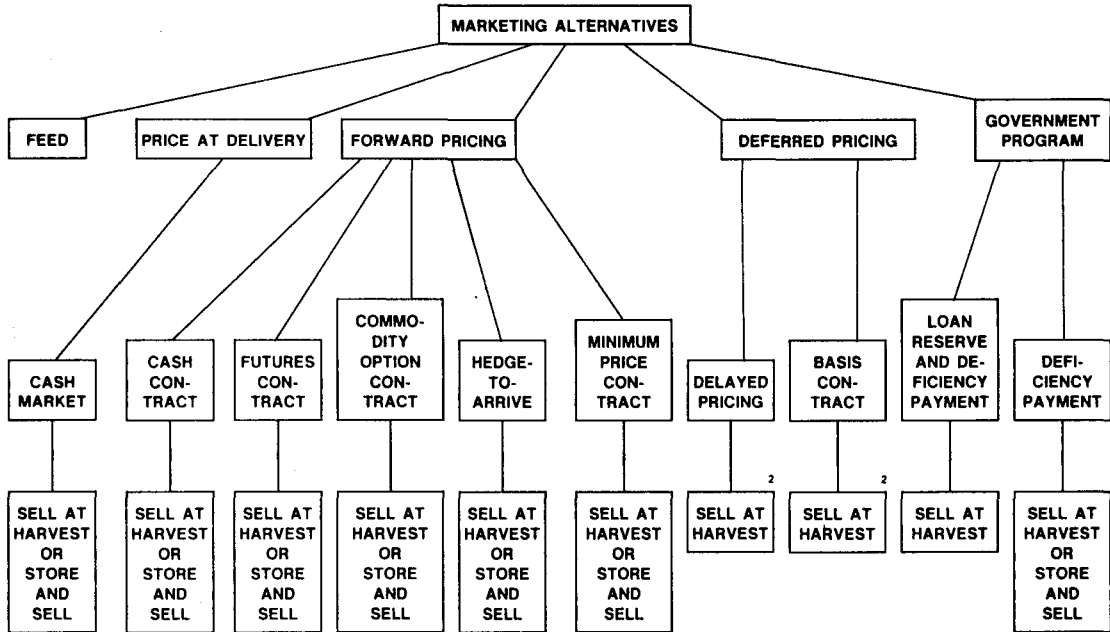 MARKETING ALTERNATIVES
FEED
PRICE AT DELIVERY
FORWARD PRICING
DEFERRED PRICING
GOVERNMENT
PROGRAM
CASH
MARKET
CASH
CON-
TRACT
FUTURES
CON-
TRACT
COMMO-
DITY
OPTION
CON-
TRACT
HEDGE-
TO-
ARRIVE
MINIMUM
PRICE
CON-
TRACT
DELAYED
PRICING
BASIS
CON-
TRACT
LOAN
RESERVE
AND DE-
FICIENCY
PAYMENT
DEFI-
CIENCY
PAYMENT
SELL AT
HARVEST
OR
STORE
AND
SELL
SELL AT
HARVEST
OR
STORE
AND
SELL
SELL AT
HARVEST
OR
STORE
AND
SELL
SELL AT
HARVEST
OR
STORE
AND
SELL
SELL AT
HARVEST
OR
STORE
AND
SELL
SELL AT
HARVEST
OR
STORE
AND
SELL
2
SELL AT
HARVEST
2
SELL AT
HARVEST
SELL AT
HARVEST
SELL AT
HARVEST
OR
STORE
AND
SELL